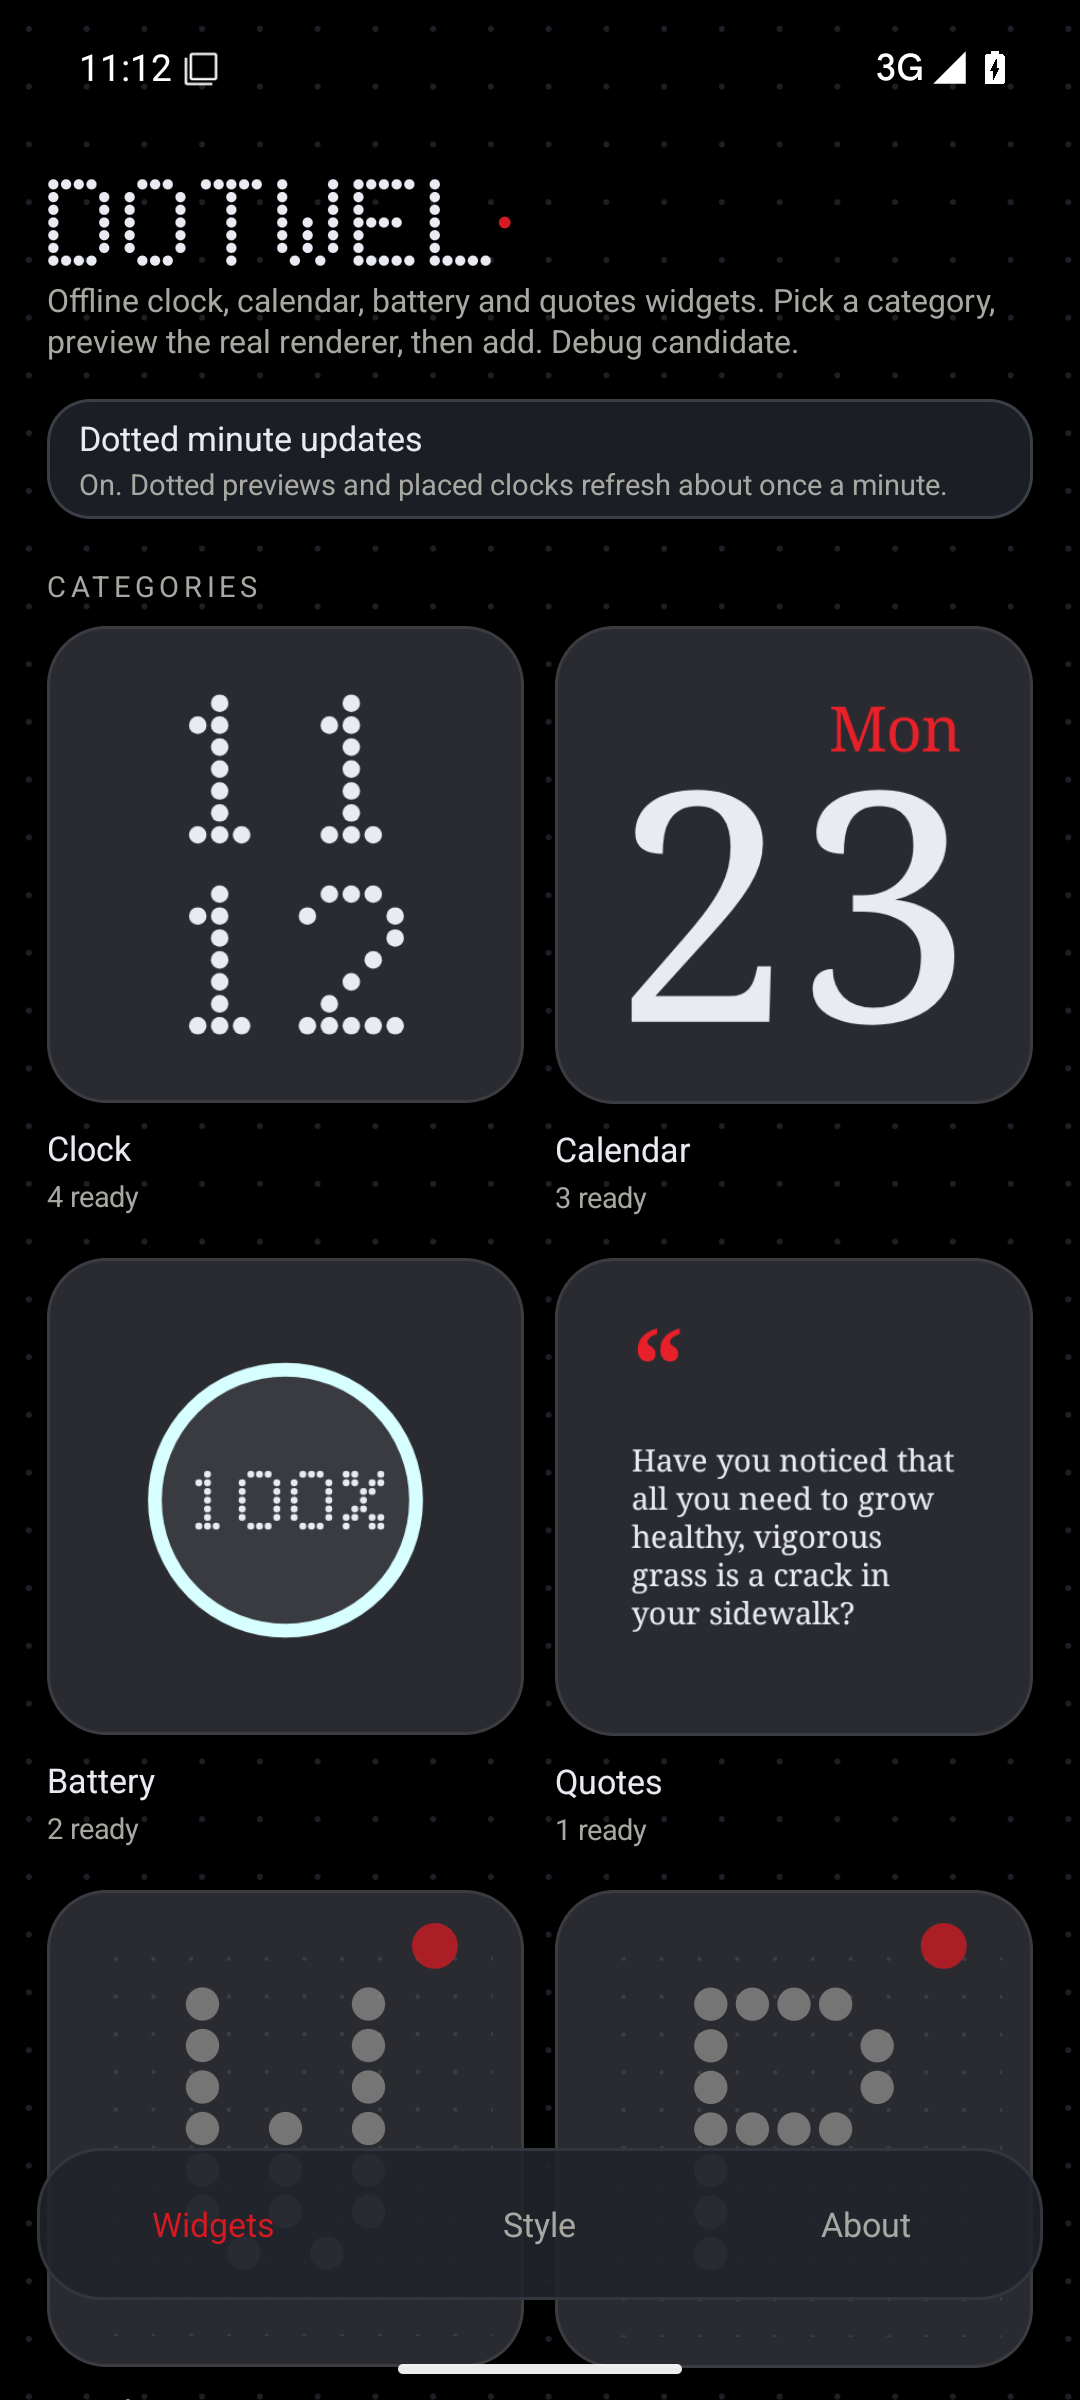 11:12
3G
DOTWEL
Offline clock, calendar, battery and quotes widgets. Pick a category,
preview the real renderer, then add. Debug candidate.
Dotted minute updates
On. Dotted previews and placed clocks refresh about once a minute.
CATEGORIES
11
12
Mon
23
Clock
4 ready
Calendar
3 ready
100%
“
Have you noticed that
all you need to grow
healthy, vigorous
grass is a crack in
your sidewalk?
Battery
2 ready
Quotes
1 ready
W
P
Widgets
Style
About